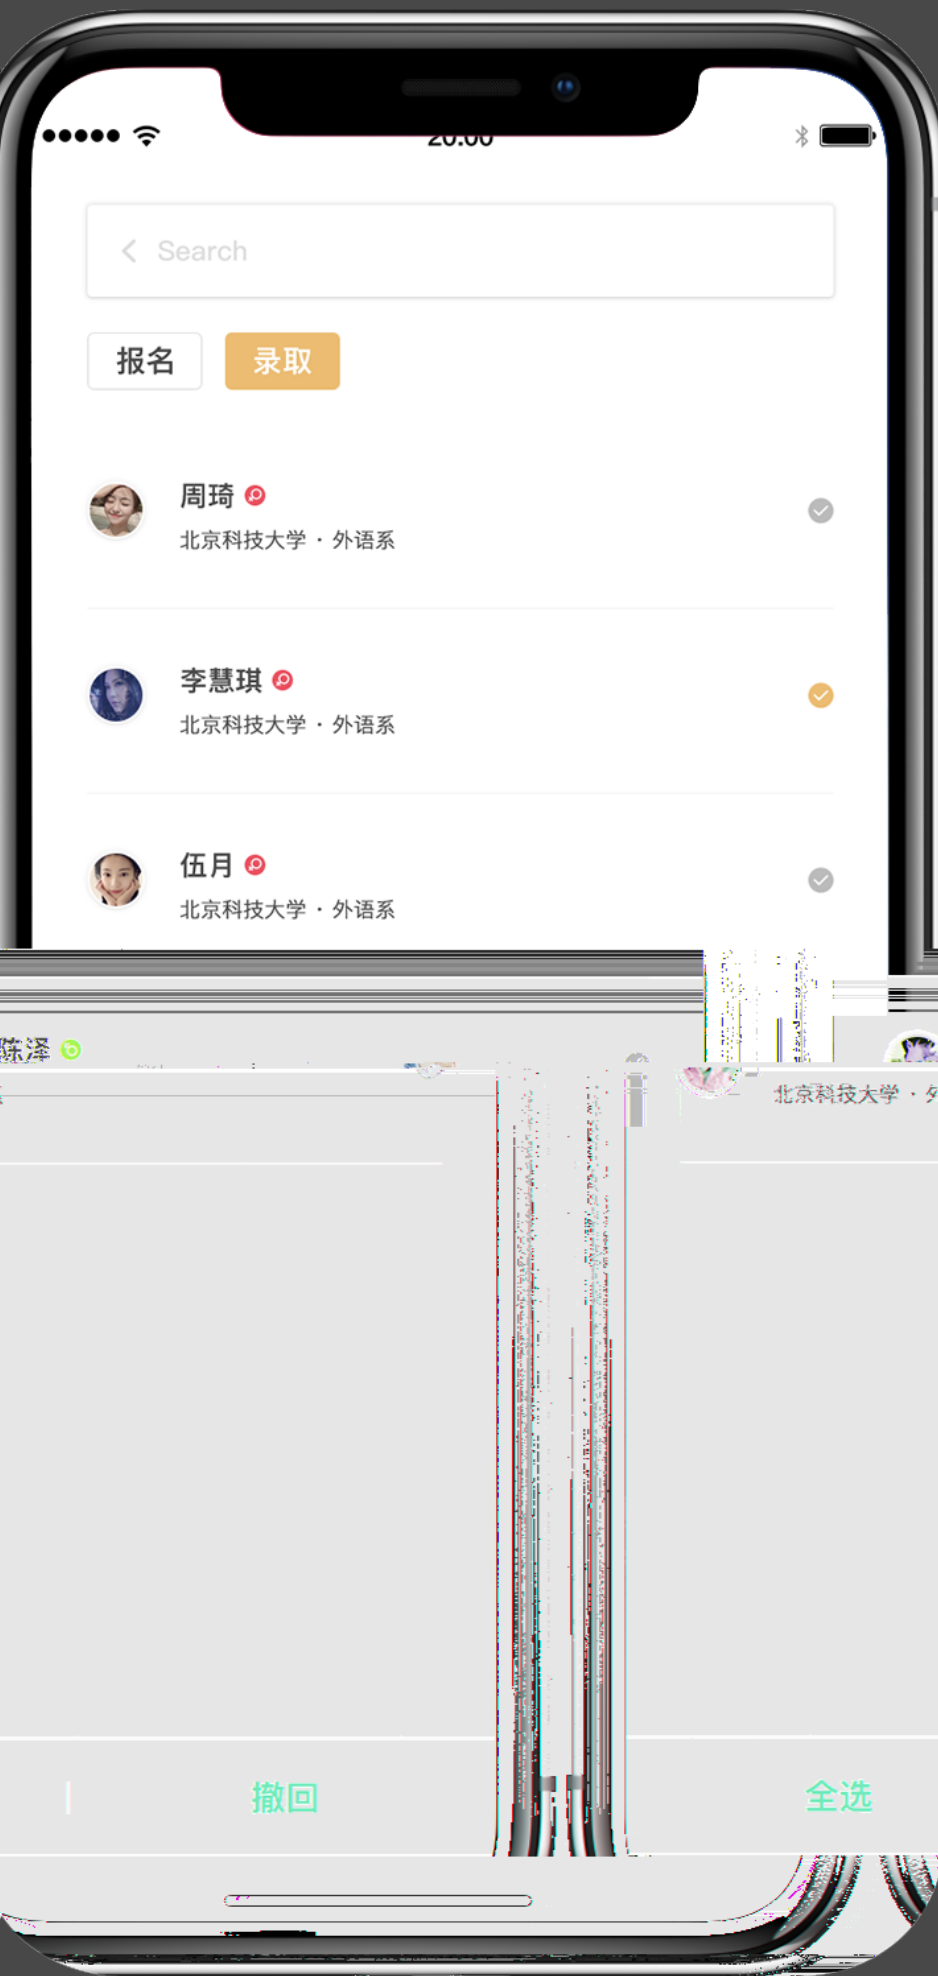 20:00
Search
报名 录取
周琦
北京科技大学 · 外语系
李慧琪
北京科技大学 · 外语系
伍月
北京科技大学 · 外语系
陈泽
北京科技大学 ·
撤回 全选